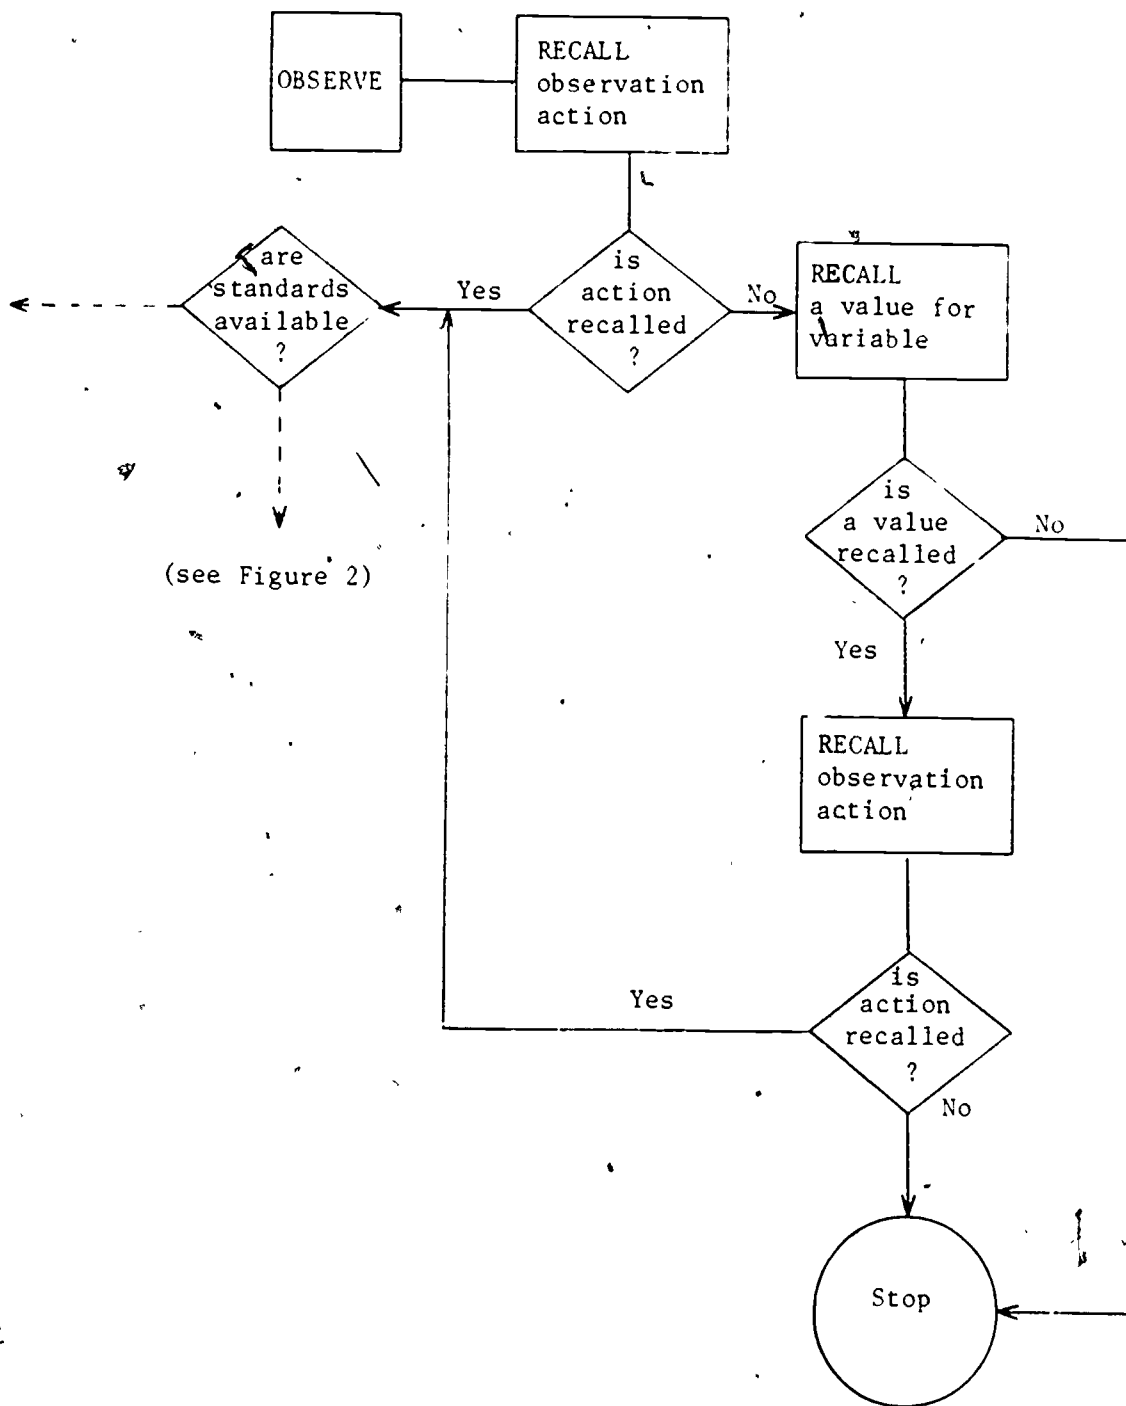 OBSERVE
RECALL
observation
action
are
standards
available
?
Yes
is
action
recalled
?
No
RECALL
a value for
variable
is
a value
recalled
?
No
(see Figure 2)
Yes
RECALL
observation
action
Yes
is
action
recalled
?
No
Stop